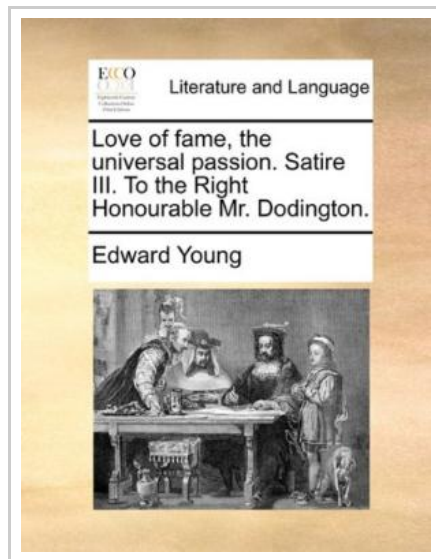 ECCO
Literature and Language
Love of fame, the
universal passion. Satire
III. To the Right
Honourable Mr. Dodington.
Edward Young